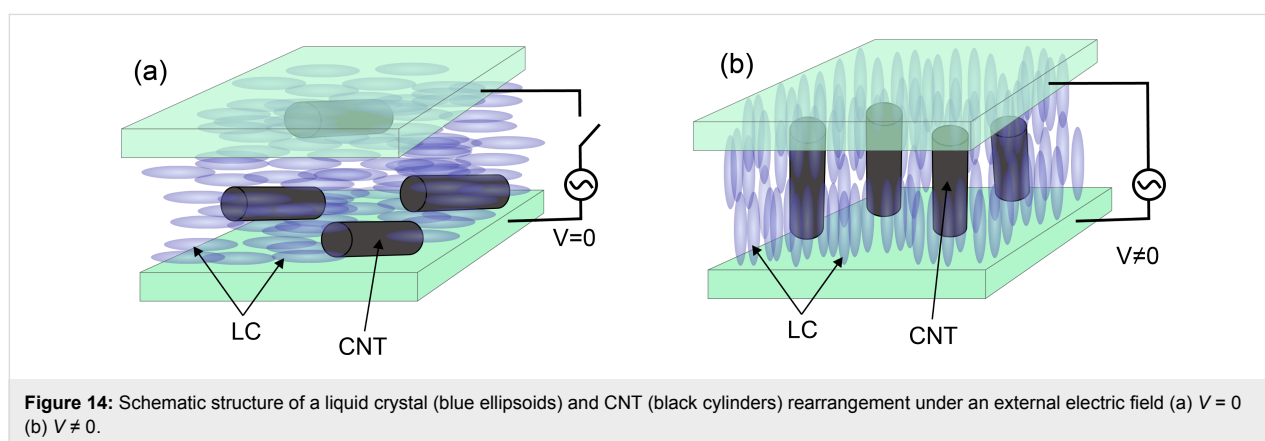 (a)
V=0
LC
CNT
(b)
V≠0
LC
CNT
Figure 14: Schematic structure of a liquid crystal (blue ellipsoids) and CNT (black cylinders) rearrangement under an external electric field (a) V = 0
(b) V ≠ 0.